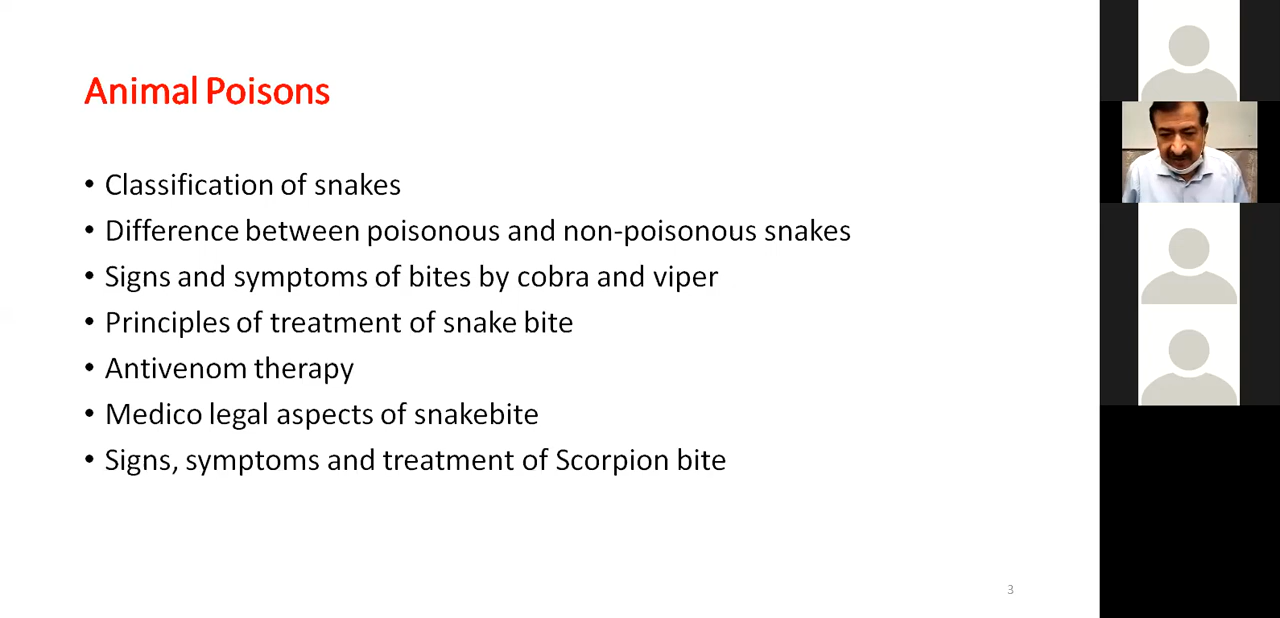 Animal Poisons
• Classification of snakes
• Difference between poisonous and non-poisonous snakes
• Signs and symptoms of bites by cobra and viper
• Principles of treatment of snake bite
• Antivenom therapy
• Medico legal aspects of snakebite
• Signs, symptoms and treatment of Scorpion bite
3